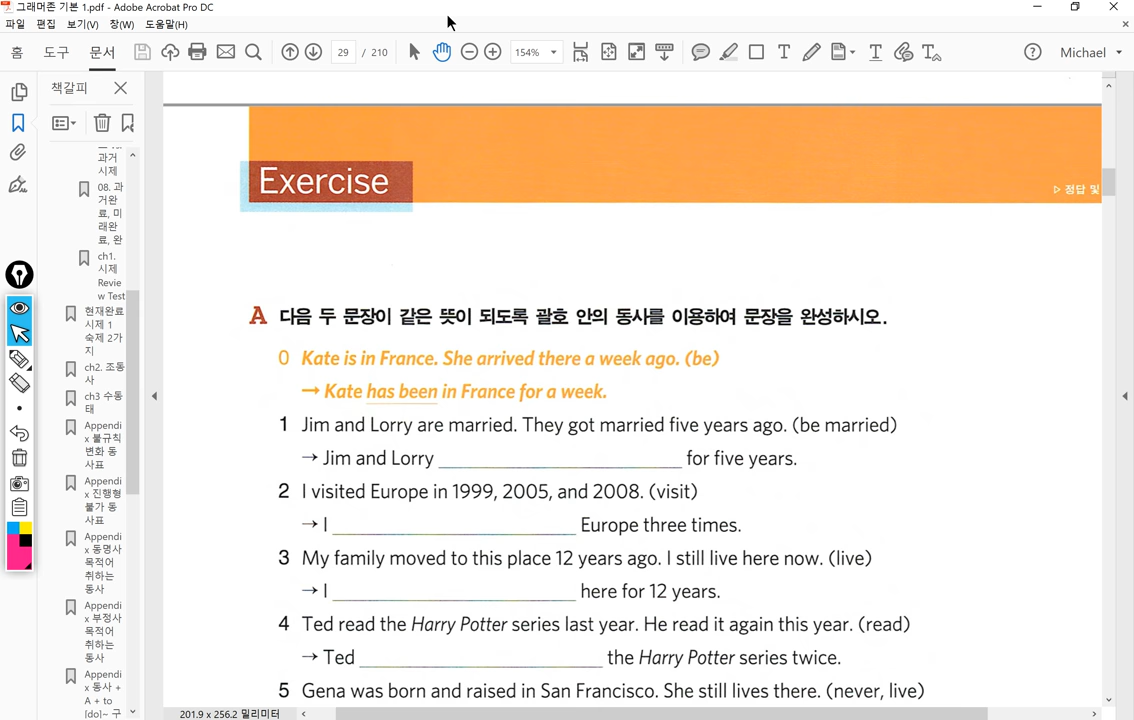 그래머존 기본 1.pdf - Adobe Acrobat Pro DC
파일 편집 보기(V) 창(W) 도움말(H)
홈 도구 문서 29 / 210 154% Michael
책갈피
과거
시제
08. 과
거완
료, 미
래완
료, 완
ch1.
시제
Revie
w Test
현재완료
시제 1
숙제 2가
지
ch2. 조동
사
ch3 수동
태
Appendi
x 불규칙
변화 동
사표
Appendi
x 진행형
불가 동
사표
Appendi
x 동명사
목적어
취하는
동사
Appendi
x 부정사
목적어
취하는
동사
Appendi
x 동사 +
A + to
[do]~ 구
Exercise
▷ 정답 및
A 다음 두 문장이 같은 뜻이 되도록 괄호 안의 동사를 이용하여 문장을 완성하시오.
0 Kate is in France. She arrived there a week ago. (be)
→ Kate has been in France for a week.
1 Jim and Lorry are married. They got married five years ago. (be married)
→ Jim and Lorry ______ for five years.
2 I visited Europe in 1999, 2005, and 2008. (visit)
→ I ______ Europe three times.
3 My family moved to this place 12 years ago. I still live here now. (live)
→ I ______ here for 12 years.
4 Ted read the Harry Potter series last year. He read it again this year. (read)
→ Ted ______ the Harry Potter series twice.
5 Gena was born and raised in San Francisco. She still lives there. (never, live)
201.9 x 256.2 밀리미터